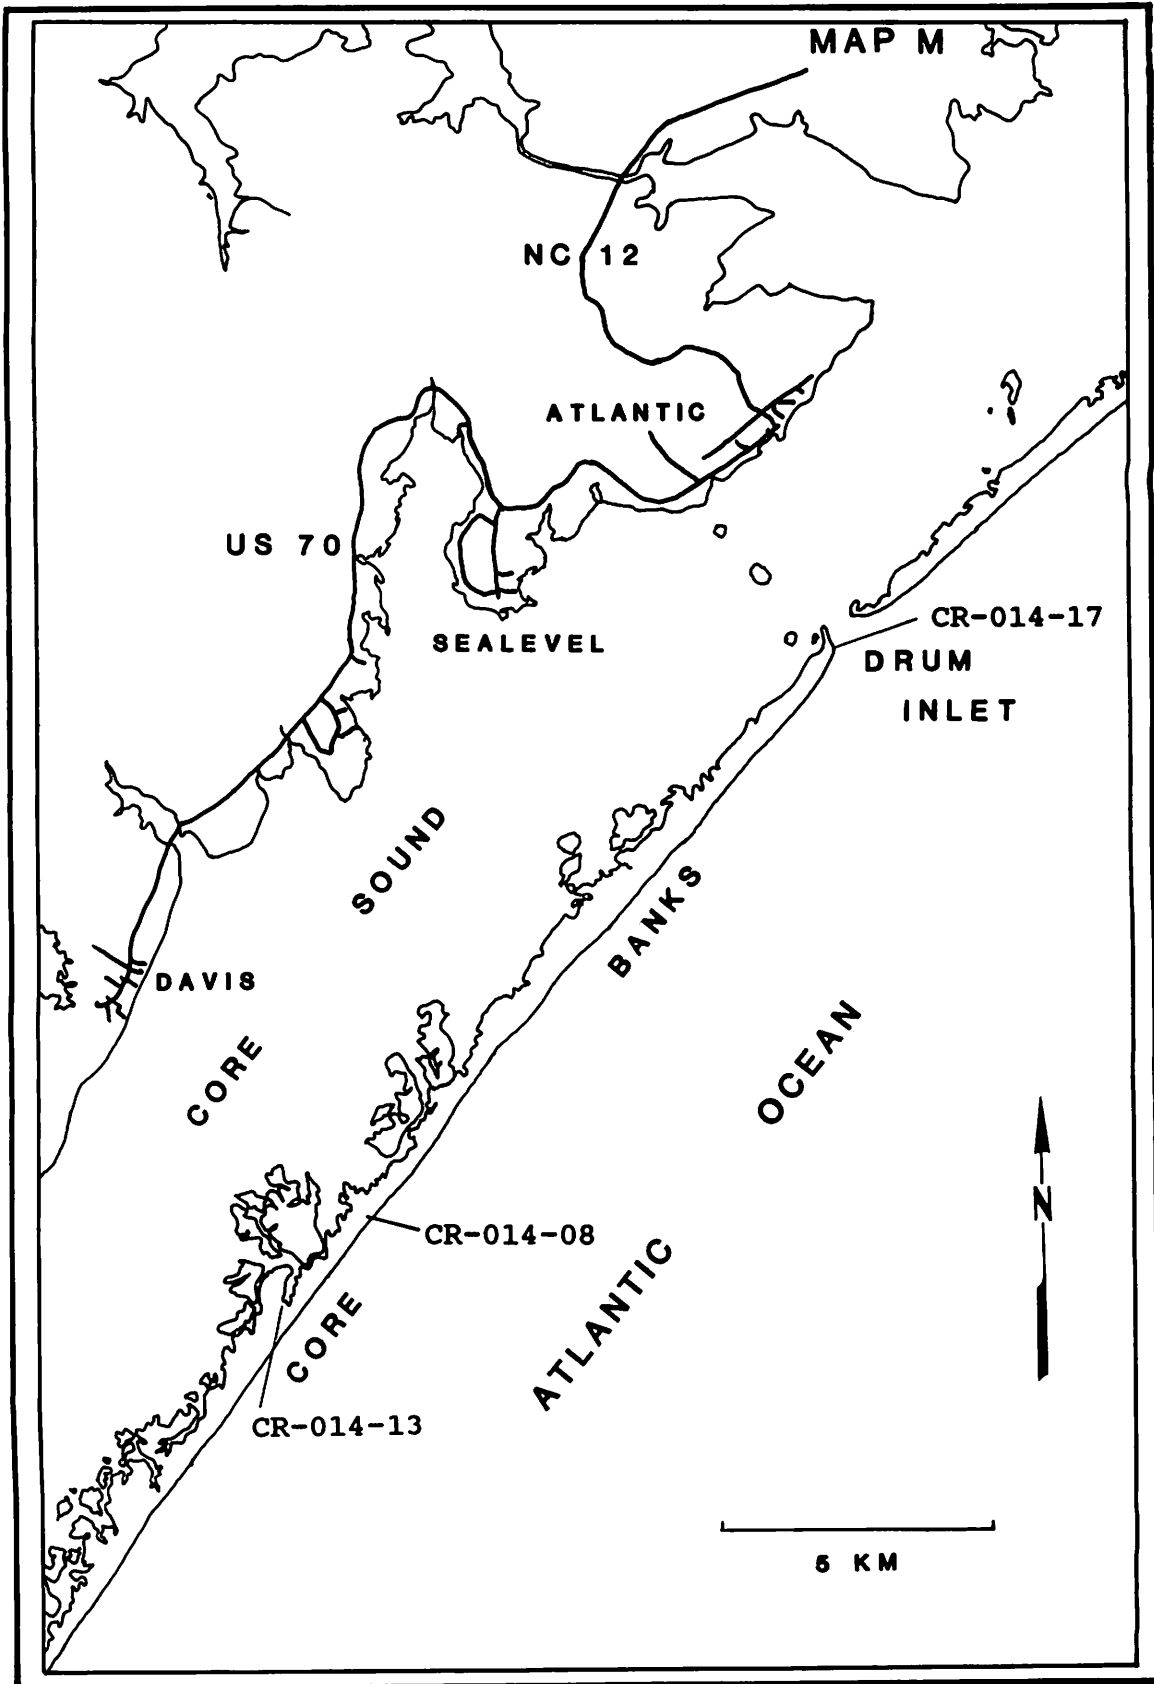 MAP M
NC 12
ATLANTIC
US 70
SEALEVEL
CR-014-17
DRUM
INLET
CORE SOUND
DAVIS
CORE BANKS
ATLANTIC OCEAN
CR-014-08
N
CR-014-13
5 KM